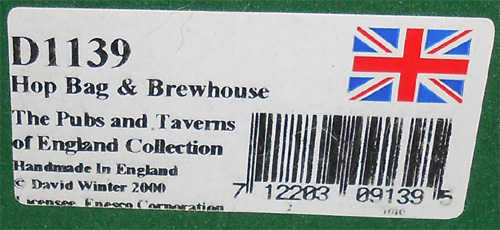 D1139
Hop Bag & Brewhouse
The Pubs and Taverns
of England Collection
Handmade In England
© David Winter 2000
Licensee, Enesco Corporation
7 12203 09139 5